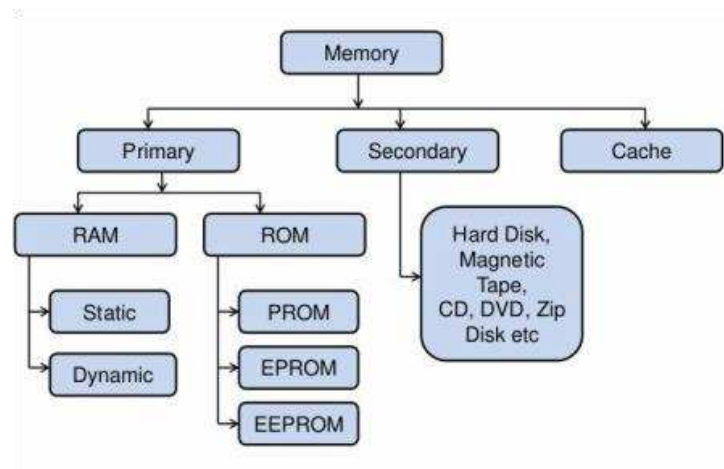 Memory
Primary
Secondary
Cache
RAM
ROM
Hard Disk,
Magnetic
Tape,
CD, DVD, Zip
Disk etc
Static
Dynamic
PROM
EPROM
EEPROM